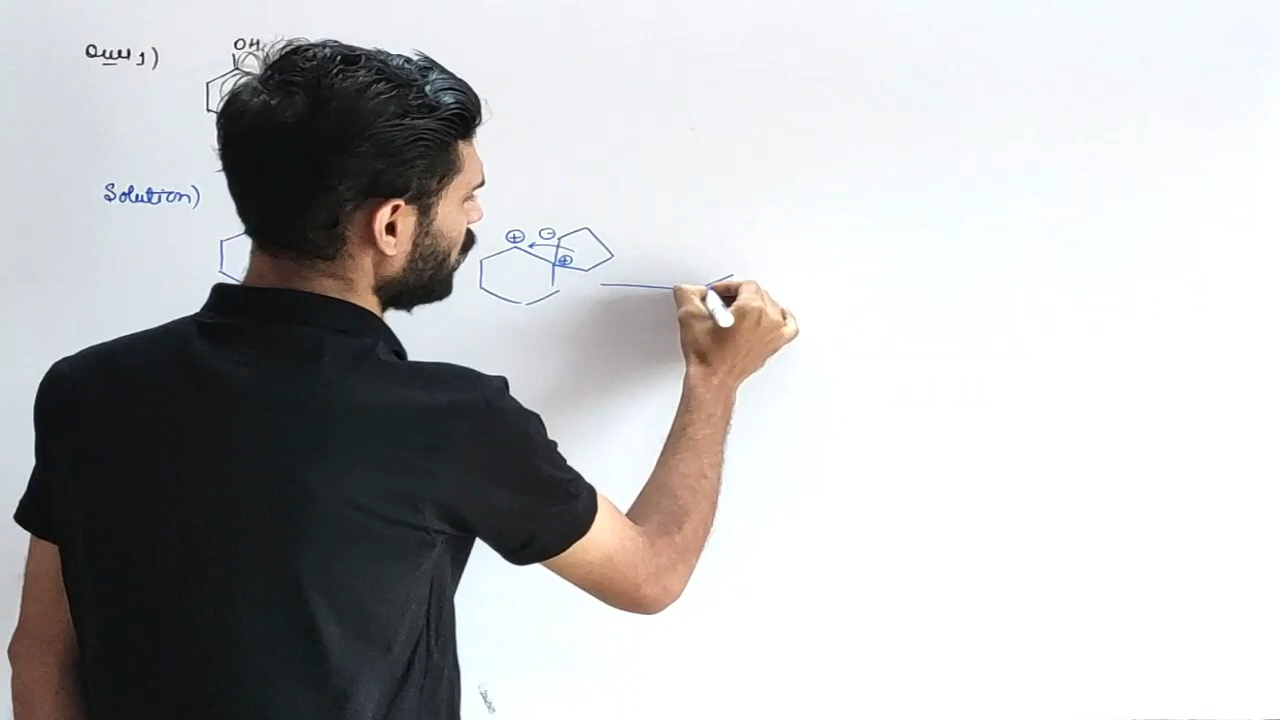 Ques 1)
OH
Solution)
⊕ ⊖
⊕